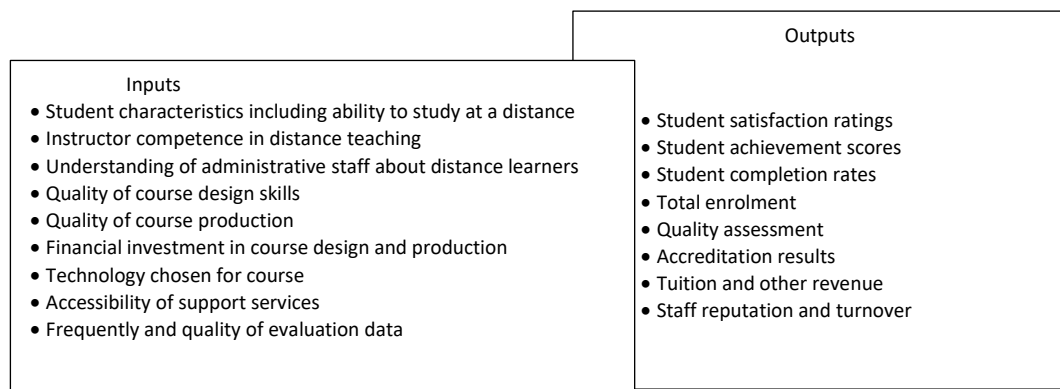 Inputs
• Student characteristics including ability to study at a distance
• Instructor competence in distance teaching
• Understanding of administrative staff about distance learners
• Quality of course design skills
• Quality of course production
• Financial investment in course design and production
• Technology chosen for course
• Accessibility of support services
• Frequently and quality of evaluation data
Outputs
• Student satisfaction ratings
• Student achievement scores
• Student completion rates
• Total enrolment
• Quality assessment
• Accreditation results
• Tuition and other revenue
• Staff reputation and turnover